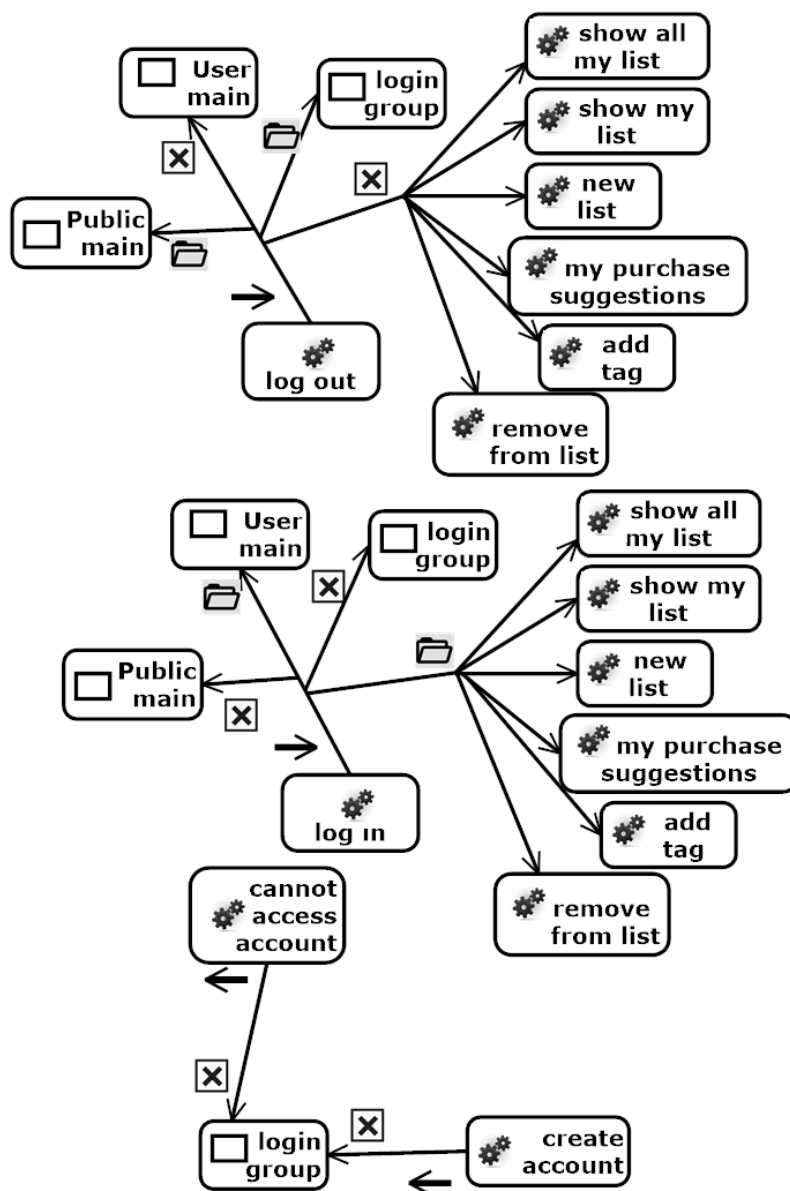 show all
my list
User
main
login
group
show my
list
new
list
Public
main
my purchase
suggestions
add
tag
log out
remove
from list
show all
my list
User
main
login
group
show my
list
new
list
Public
main
my purchase
suggestions
add
tag
log in
cannot
access
account
remove
from list
login
group
create
account